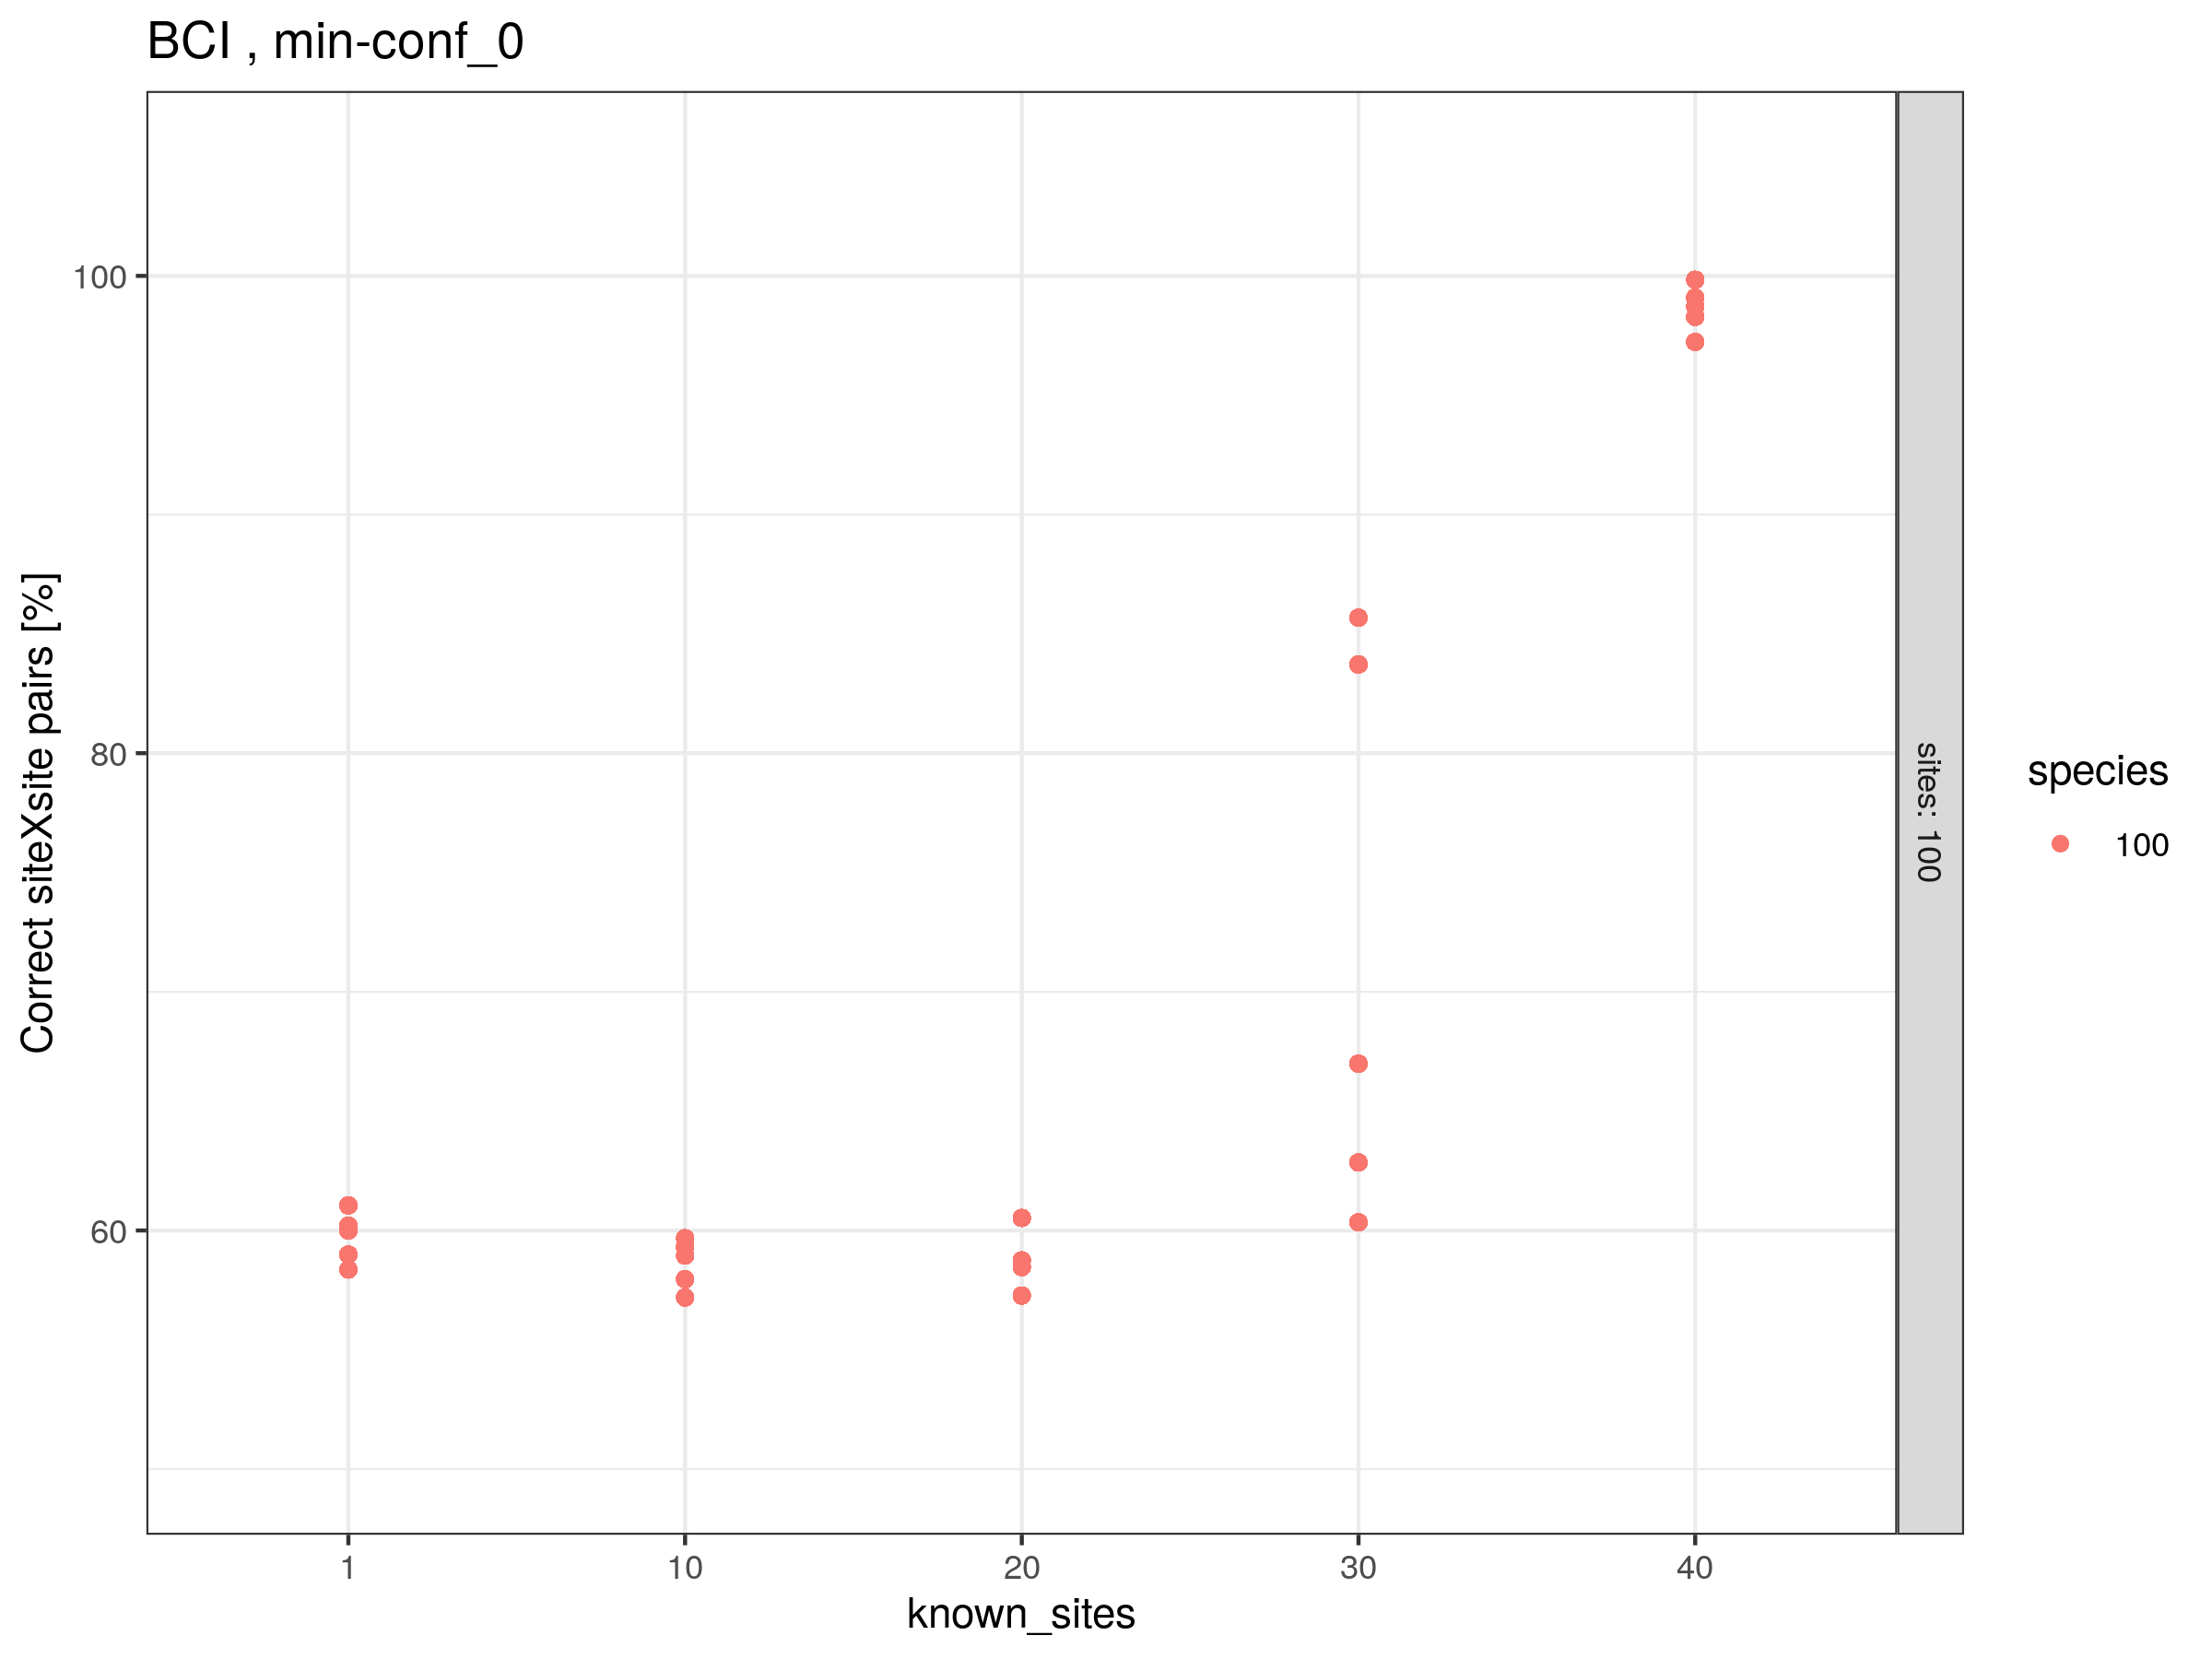 BCI , min-conf_0
Correct siteXsite pairs [%]
100
80
60
1 10 20 30 40
known_sites
sites: 100
species
100